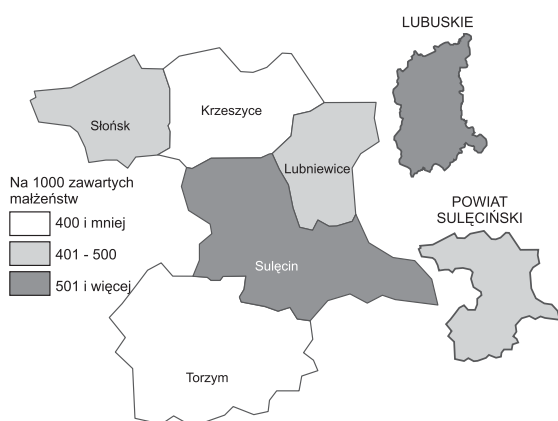 LUBUSKIE
Krzeszyce
Słońsk
Lubniewice
Na 1000 zawartych
małżeństw
400 i mniej
401 - 500
501 i więcej
POWIAT
SULĘCIŃSKI
Sulęcin
Torzym